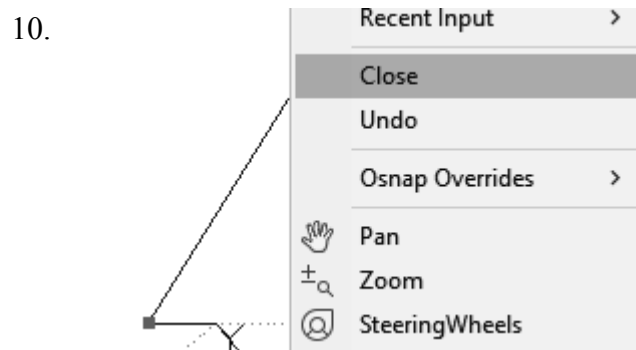 10.
Recent Input
Close
Undo
Osnap Overrides
Pan
Zoom
SteeringWheels